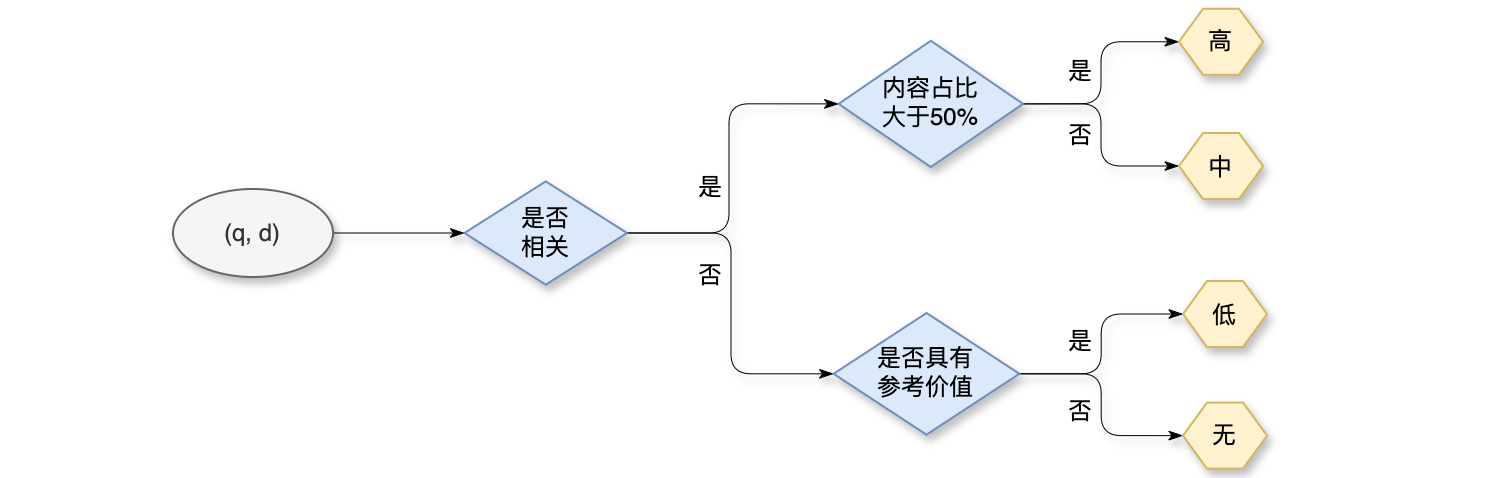 (q, d)
是否
相关
是
否
内容占比
大于50%
是
否
高
中
是否具有
参考价值
是
否
低
无